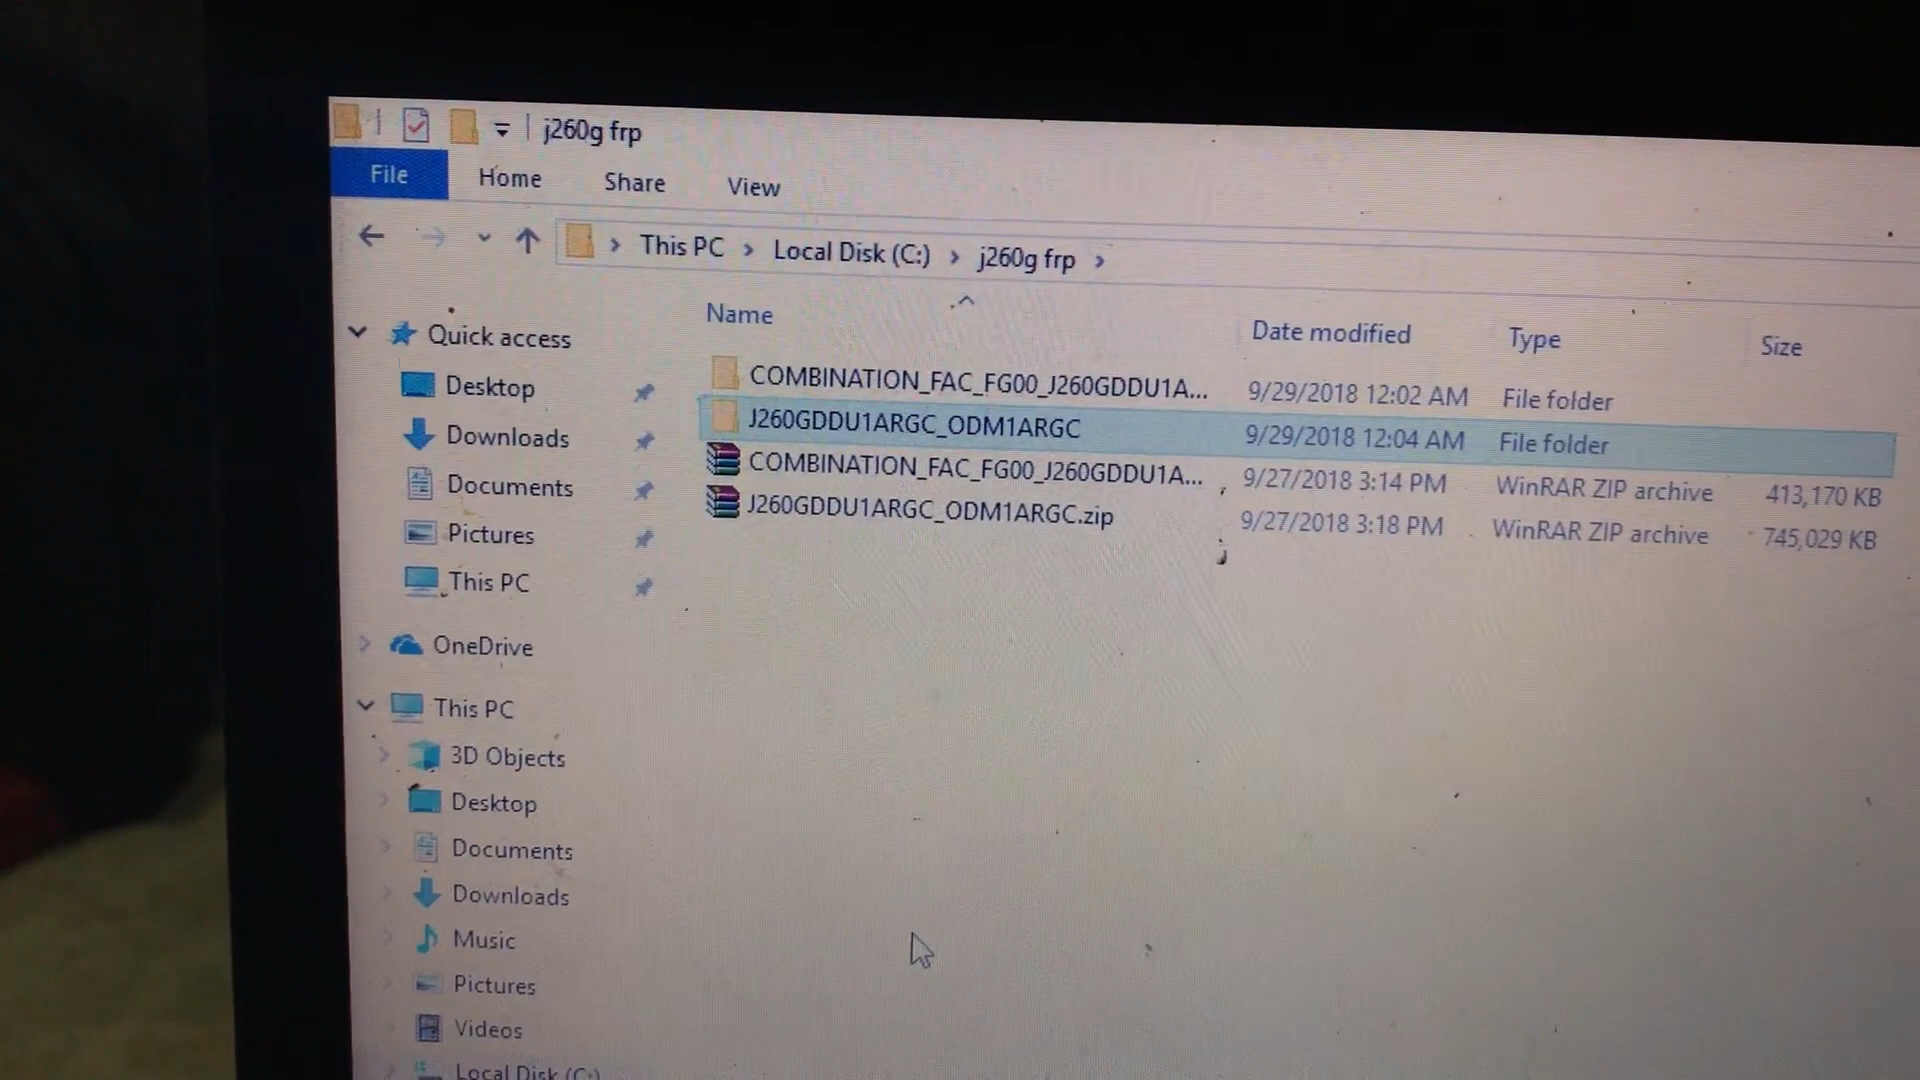 j260g frp
File Home Share View
This PC Local Disk (C:) j260g frp
Name Date modified Type Size
COMBINATION_FAC_FG00_J260GDDU1A... 9/29/2018 12:02 AM File folder
J260GDDU1ARGC_ODM1ARGC 9/29/2018 12:04 AM File folder
COMBINATION_FAC_FG00_J260GDDU1A... 9/27/2018 3:14 PM WinRAR ZIP archive 413,170 KB
J260GDDU1ARGC_ODM1ARGC.zip 9/27/2018 3:18 PM WinRAR ZIP archive 745,029 KB
Quick access
Desktop
Downloads
Documents
Pictures
This PC
OneDrive
This PC
3D Objects
Desktop
Documents
Downloads
Music
Pictures
Videos
Local Disk (C:)